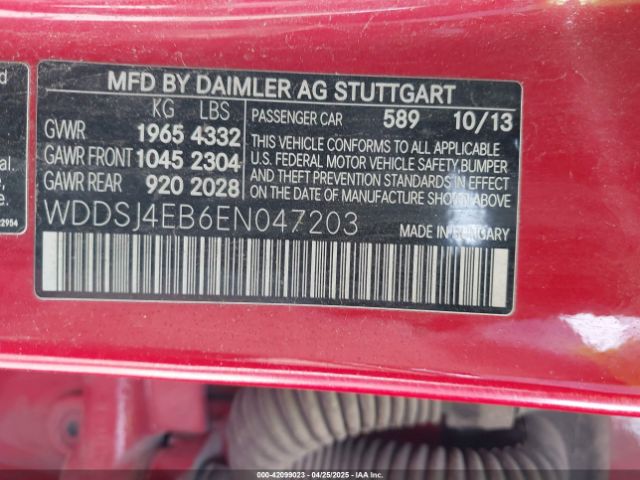 MFD BY DAIMLER AG STUTTGART
KG LBS
GVWR 1965 4332
GAWR FRONT 1045 2304
GAWR REAR 920 2028
PASSENGER CAR 589 10/13
THIS VEHICLE CONFORMS TO ALL APPLICABLE
U.S. FEDERAL MOTOR VEHICLE SAFETY, BUMPER
AND THEFT PREVENTION STANDARDS IN EFFECT
ON THE DATE OF MANUFACTURE SHOWN ABOVE
WDDSJ4EB6EN047203
MADE IN HUNGARY
2954
000-42099023 | 04/25/2025 | Copyright: IAA